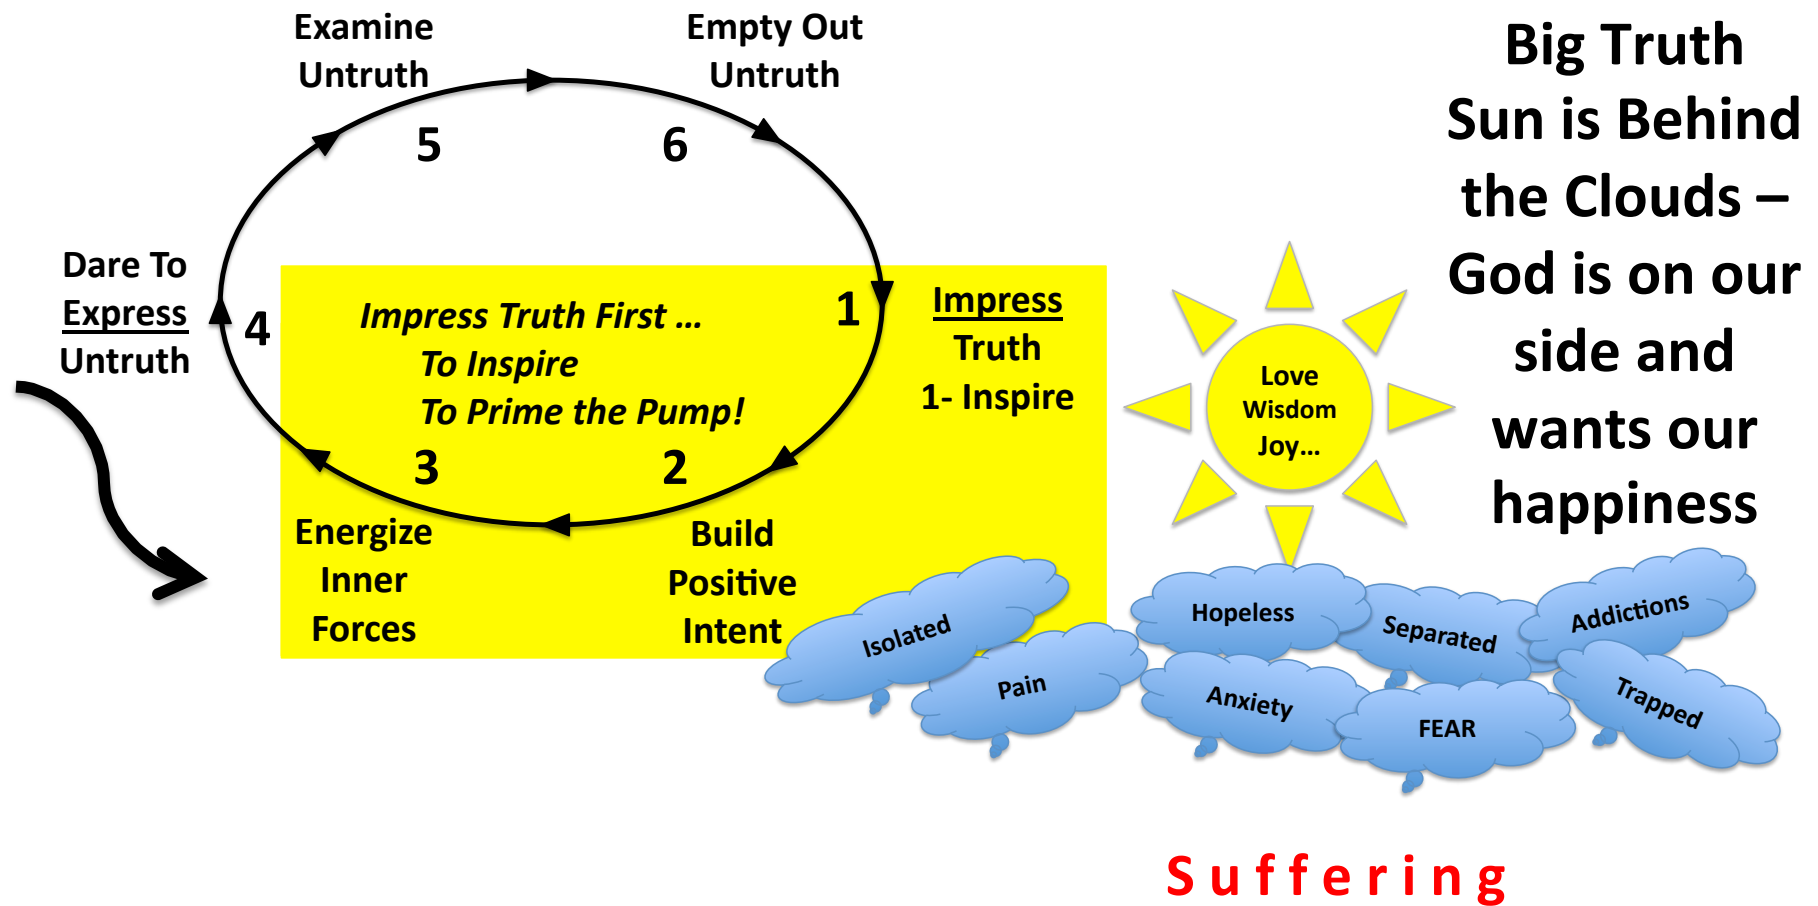 Examine
Untruth
Empty Out
Untruth
5
6
Dare To
Express
Untruth
4
Impress Truth First ...
To Inspire
To Prime the Pump!
1
Impress
Truth
1- Inspire
3
2
Energize
Inner
Forces
Build
Positive
Intent
Love
Wisdom
Joy...
Big Truth
Sun is Behind
the Clouds –
God is on our
side and
wants our
happiness
Isolated
Pain
Hopeless
Separated
Addictions
Anxiety
FEAR
Trapped
Suffering